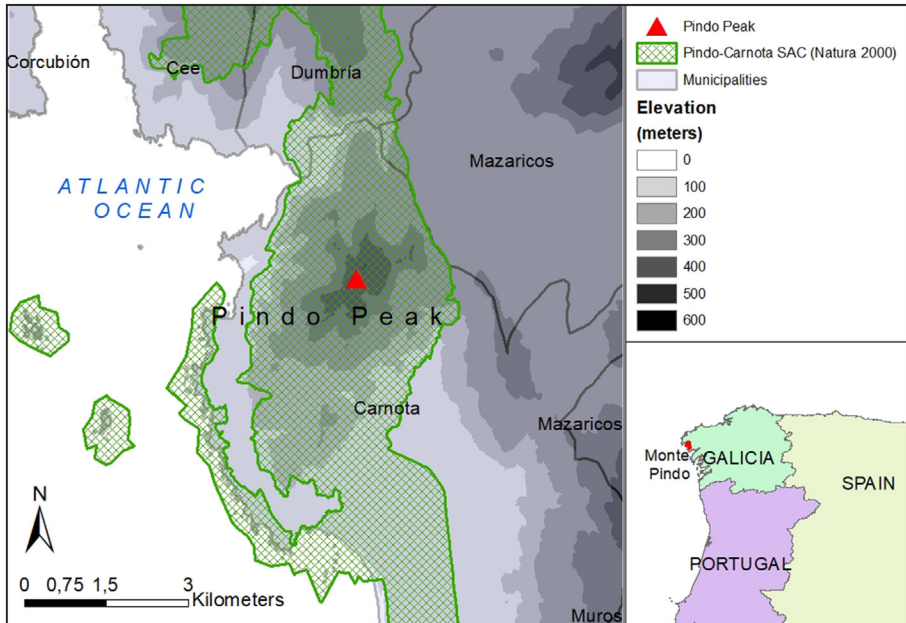 Corcubión
Cee
Dumbría
Mazaricos
ATLANTIC
OCEAN
Pindo Peak
Carnota
Mazaricos
Muros
N
0 0,75 1,5 3
Kilometers
Pindo Peak
Pindo-Carnota SAC (Natura 2000)
Municipalities
Elevation
(meters)
0
100
200
300
400
500
600
Monte
Pindo
GALICIA
SPAIN
PORTUGAL